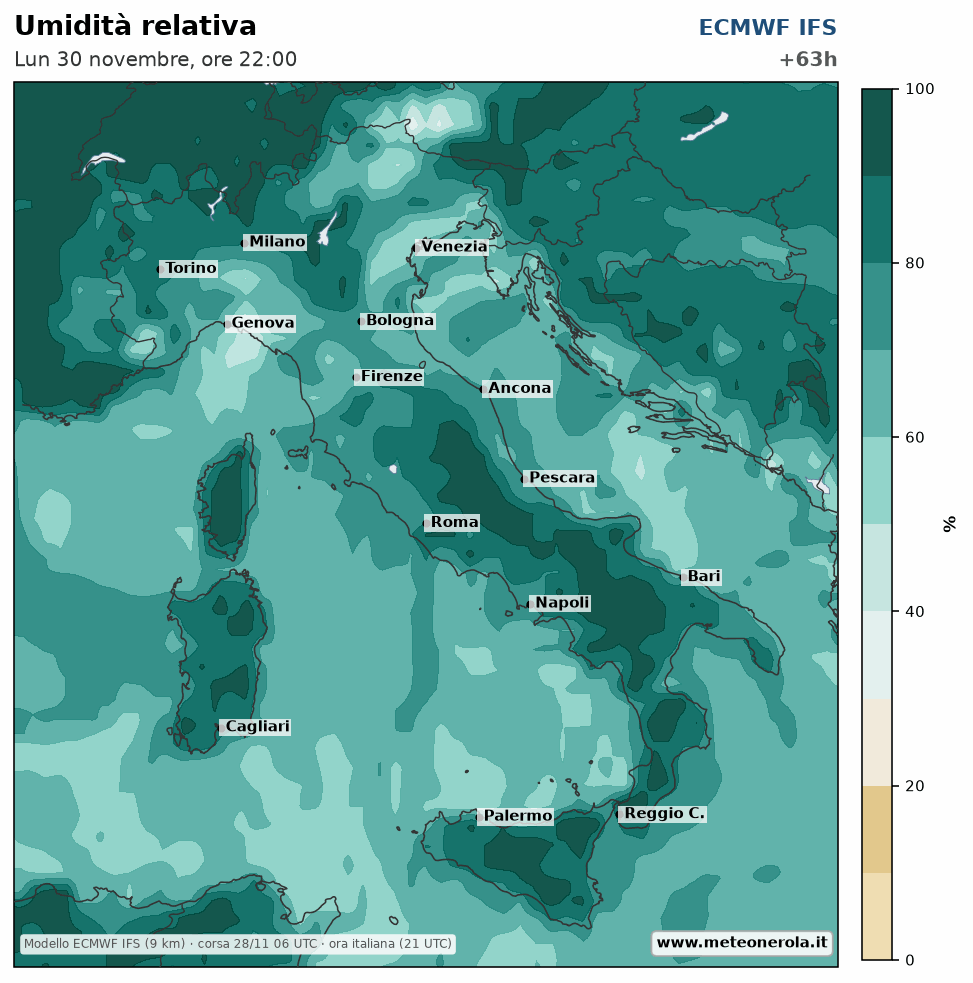 Umidità relativa
ECMWF IFS
Lun 30 novembre, ore 22:00
+63h
100
80
60
40
20
0
%
Milano
Venezia
Torino
Genova
Bologna
Firenze
Ancona
Pescara
Roma
Bari
Napoli
Cagliari
Palermo
Reggio C.
Modello ECMWF IFS (9 km) · corsa 28/11 06 UTC · ora italiana (21 UTC)
www.meteonerola.it